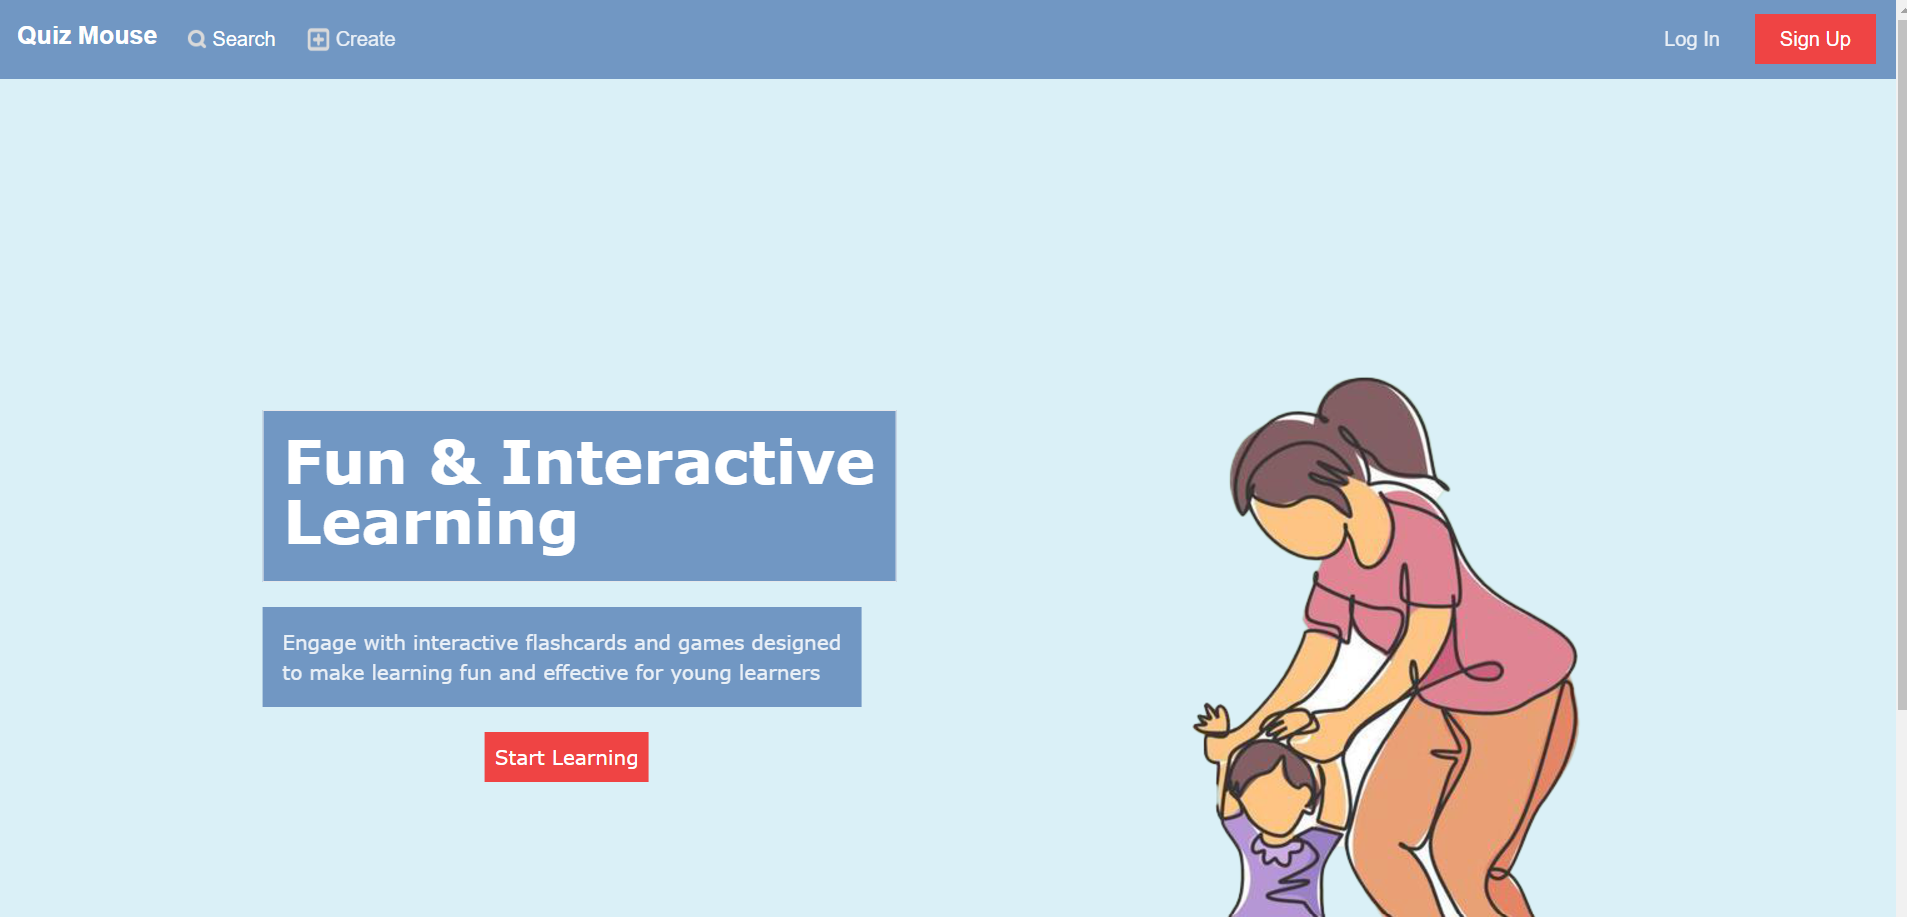 Quiz Mouse Search Create Log In Sign Up
Fun & Interactive
Learning
Engage with interactive flashcards and games designed
to make learning fun and effective for young learners
Start Learning